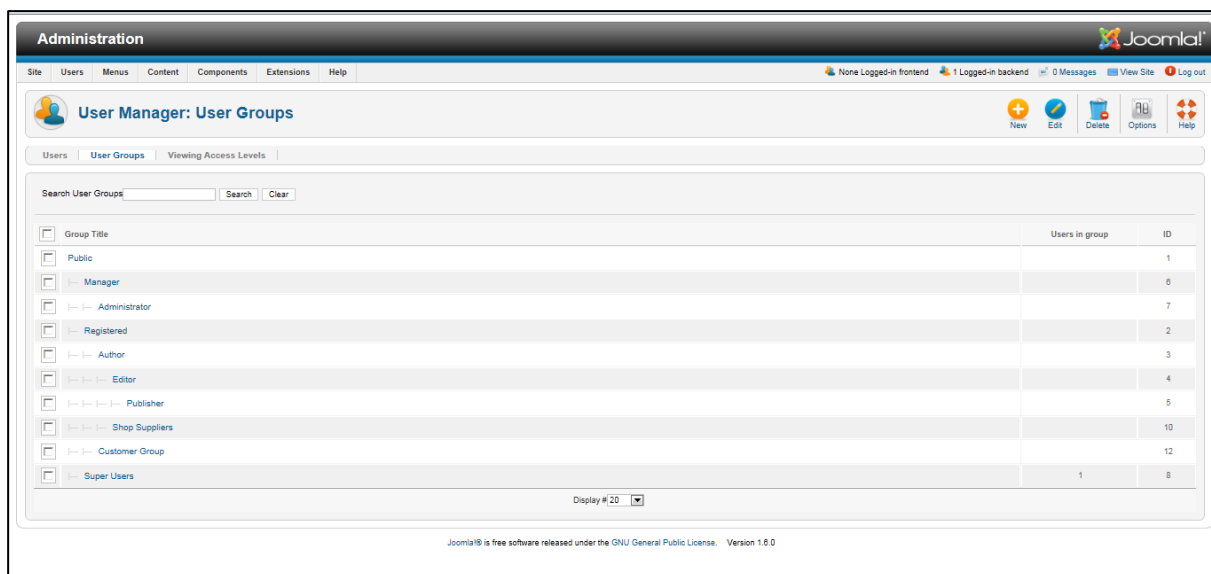 Administration
Joomla!®
Site Users Menus Content Components Extensions Help None Logged-in frontend 1 Logged-in backend 0 Messages View Site Log out
User Manager: User Groups
New Edit Delete Options Help
Users User Groups Viewing Access Levels
Search User Groups Search Clear
Group Title Users in group ID
Public 1
|— Manager 6
|— |— Administrator 7
|— Registered 2
|— |— Author 3
|— |— |— Editor 4
|— |— |— |— Publisher 5
|— |— |— Shop Suppliers 10
|— |— Customer Group 12
|— Super Users 1 8
Display # 20
Joomla!® is free software released under the GNU General Public License. Version 1.6.0